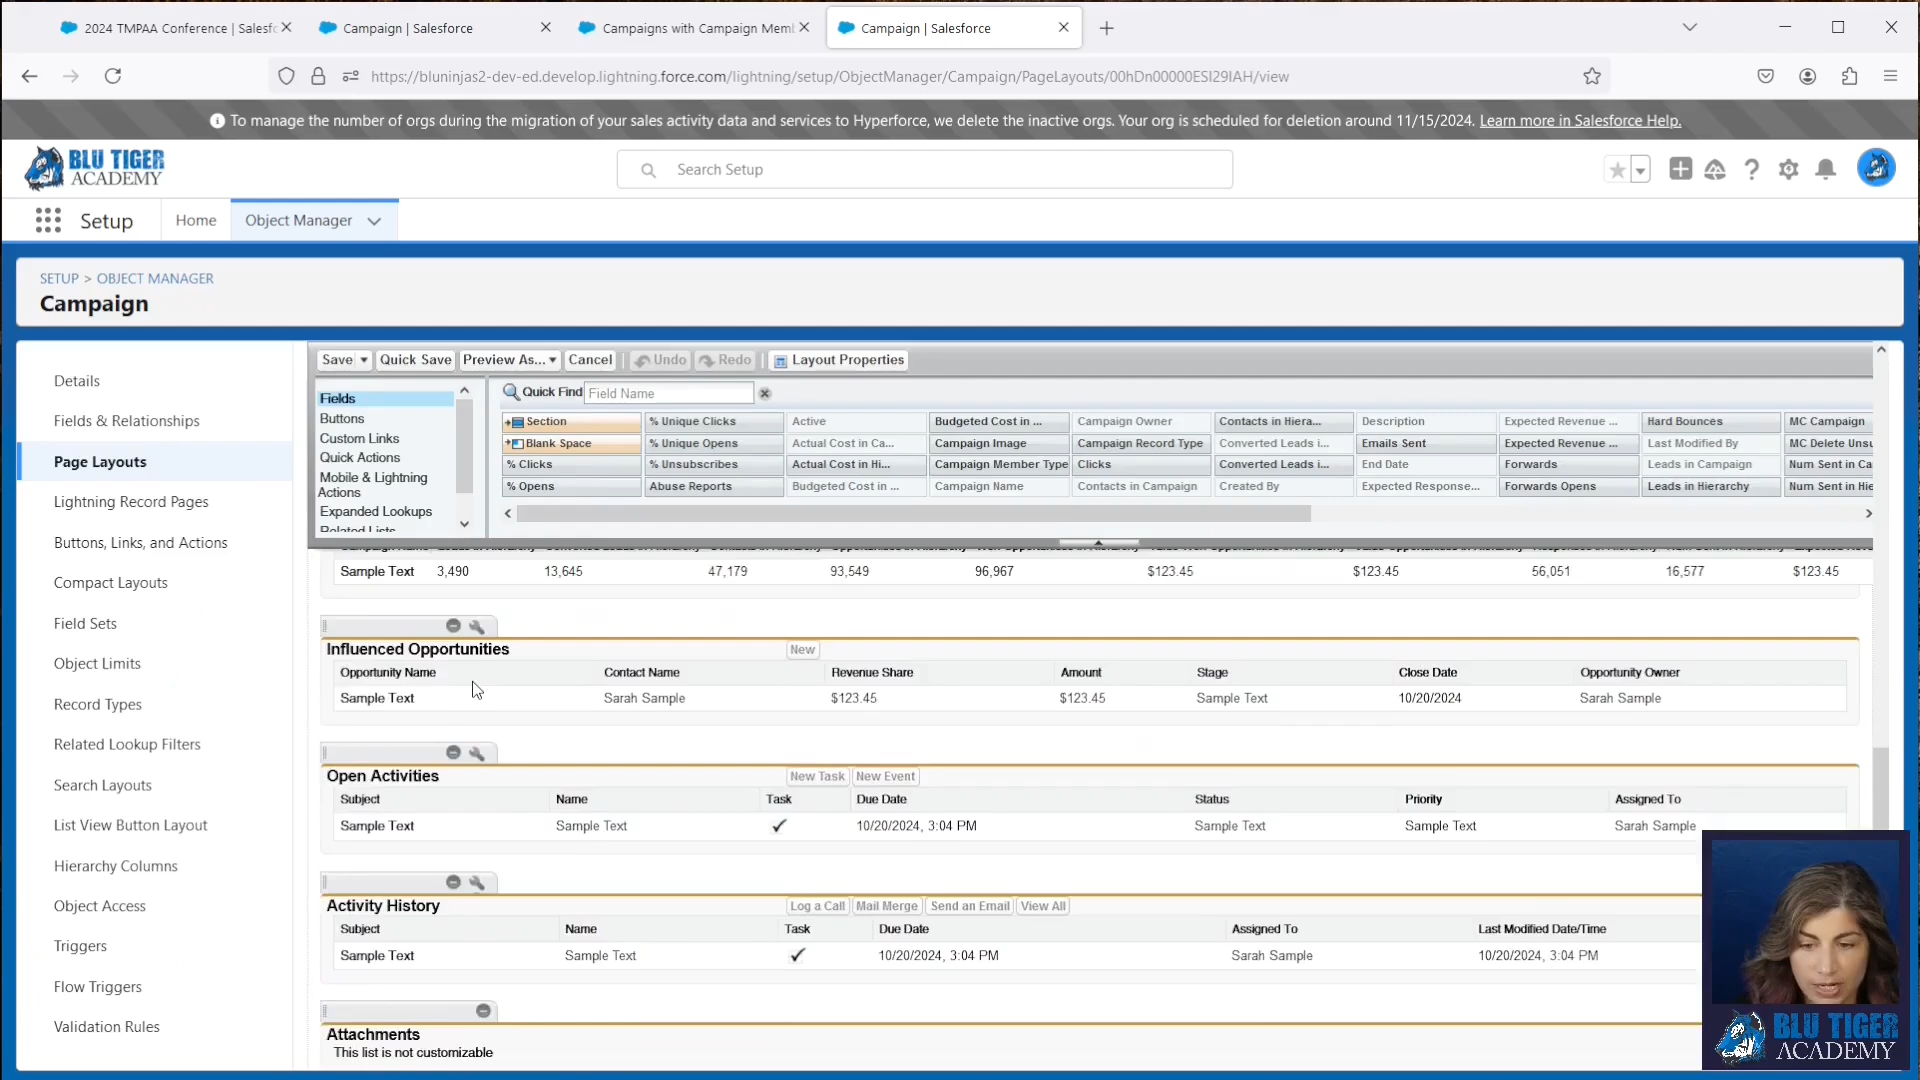 2024 TMPAA Conference | Salesfo
Campaign | Salesforce
Campaigns with Campaign Memb
Campaign | Salesforce
https://bluninjas2-dev-ed.develop.lightning.force.com/lightning/setup/ObjectManager/Campaign/PageLayouts/00hDn00000ESI29IAH/view
To manage the number of orgs during the migration of your sales activity data and services to Hyperforce, we delete the inactive orgs. Your org is scheduled for deletion around 11/15/2024. Learn more in Salesforce Help.
BLU TIGER
ACADEMY
Search Setup
Setup
Home
Object Manager
SETUP > OBJECT MANAGER
Campaign
Details
Fields & Relationships
Page Layouts
Lightning Record Pages
Buttons, Links, and Actions
Compact Layouts
Field Sets
Object Limits
Record Types
Related Lookup Filters
Search Layouts
List View Button Layout
Hierarchy Columns
Object Access
Triggers
Flow Triggers
Validation Rules
Save Quick Save Preview As... Cancel Undo Redo Layout Properties
Fields
Buttons
Custom Links
Quick Actions
Mobile & Lightning
Actions
Expanded Lookups
Related Lists
Quick Find Field Name
Section % Unique Clicks Active Budgeted Cost in ... Campaign Owner Contacts in Hiera... Description Expected Revenue ... Hard Bounces MC Campaign
Blank Space % Unique Opens Actual Cost in Ca... Campaign Image Campaign Record Type Converted Leads i... Emails Sent Expected Revenue ... Last Modified By MC Delete Unsu
% Clicks % Unsubscribes Actual Cost in Hi... Campaign Member Type Clicks Converted Leads i... End Date Forwards Leads in Campaign Num Sent in Ca
% Opens Abuse Reports Budgeted Cost in ... Campaign Name Contacts in Campaign Created By Expected Response... Forwards Opens Leads in Hierarchy Num Sent in Hie
Sample Text 3,490 13,645 47,179 93,549 96,967 $123.45 $123.45 56,051 16,577 $123.45
Influenced Opportunities New
Opportunity Name Contact Name Revenue Share Amount Stage Close Date Opportunity Owner
Sample Text Sarah Sample $123.45 $123.45 Sample Text 10/20/2024 Sarah Sample
Open Activities New Task New Event
Subject Name Task Due Date Status Priority Assigned To
Sample Text Sample Text ✓ 10/20/2024, 3:04 PM Sample Text Sample Text Sarah Sample
Activity History Log a Call Mail Merge Send an Email View All
Subject Name Task Due Date Assigned To Last Modified Date/Time
Sample Text Sample Text ✓ 10/20/2024, 3:04 PM Sarah Sample 10/20/2024, 3:04 PM
Attachments
This list is not customizable
BLU TIGER
ACADEMY